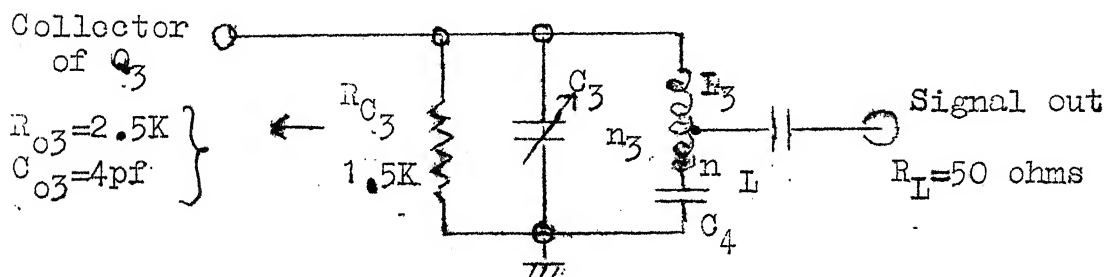 Collector
of Q3
Ro3=2.5K
Co3=4pf
RC3
1.5K
C3
L3
n3
n L
C4
Signal out
RL=50 ohms